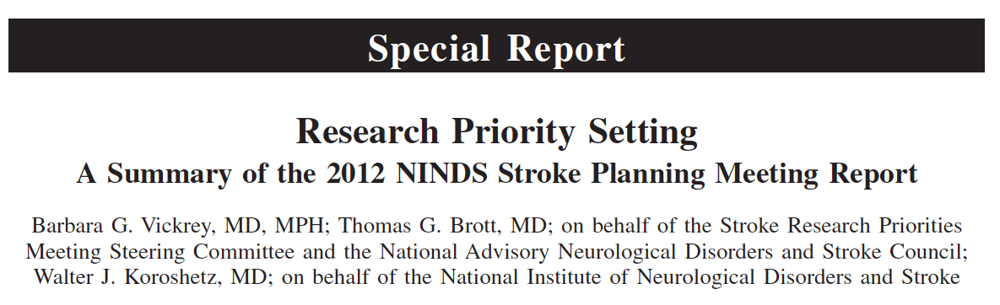 Special Report
Research Priority Setting
A Summary of the 2012 NINDS Stroke Planning Meeting Report
Barbara G. Vickrey, MD, MPH; Thomas G. Brott, MD; on behalf of the Stroke Research Priorities
Meeting Steering Committee and the National Advisory Neurological Disorders and Stroke Council;
Walter J. Koroshetz, MD; on behalf of the National Institute of Neurological Disorders and Stroke